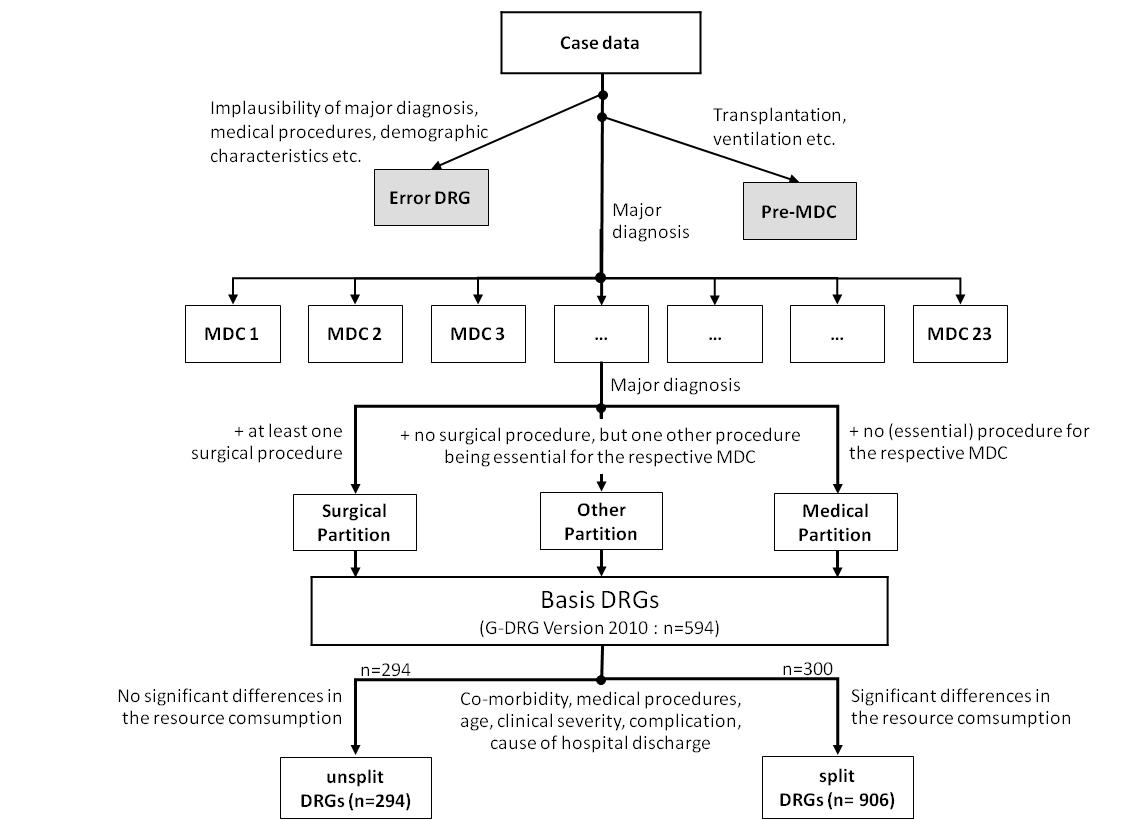 Case data
Implausibility of major diagnosis,
medical procedures, demographic
characteristics etc.
Transplantation,
ventilation etc.
Error DRG
Pre-MDC
Major
diagnosis
MDC 1
MDC 2
MDC 3
...
...
...
MDC 23
Major diagnosis
+ at least one
surgical procedure
+ no surgical procedure, but one other procedure
being essential for the respective MDC
+ no (essential) procedure for
the respective MDC
Surgical
Partition
Other
Partition
Medical
Partition
Basis DRGs
(G-DRG Version 2010 : n=594)
n=294
n=300
No significant differences in
the resource comsumption
Co-morbidity, medical procedures,
age, clinical severity, complication,
cause of hospital discharge
Significant differences in
the resource comsumption
unsplit
DRGs (n=294)
split
DRGs (n= 906)